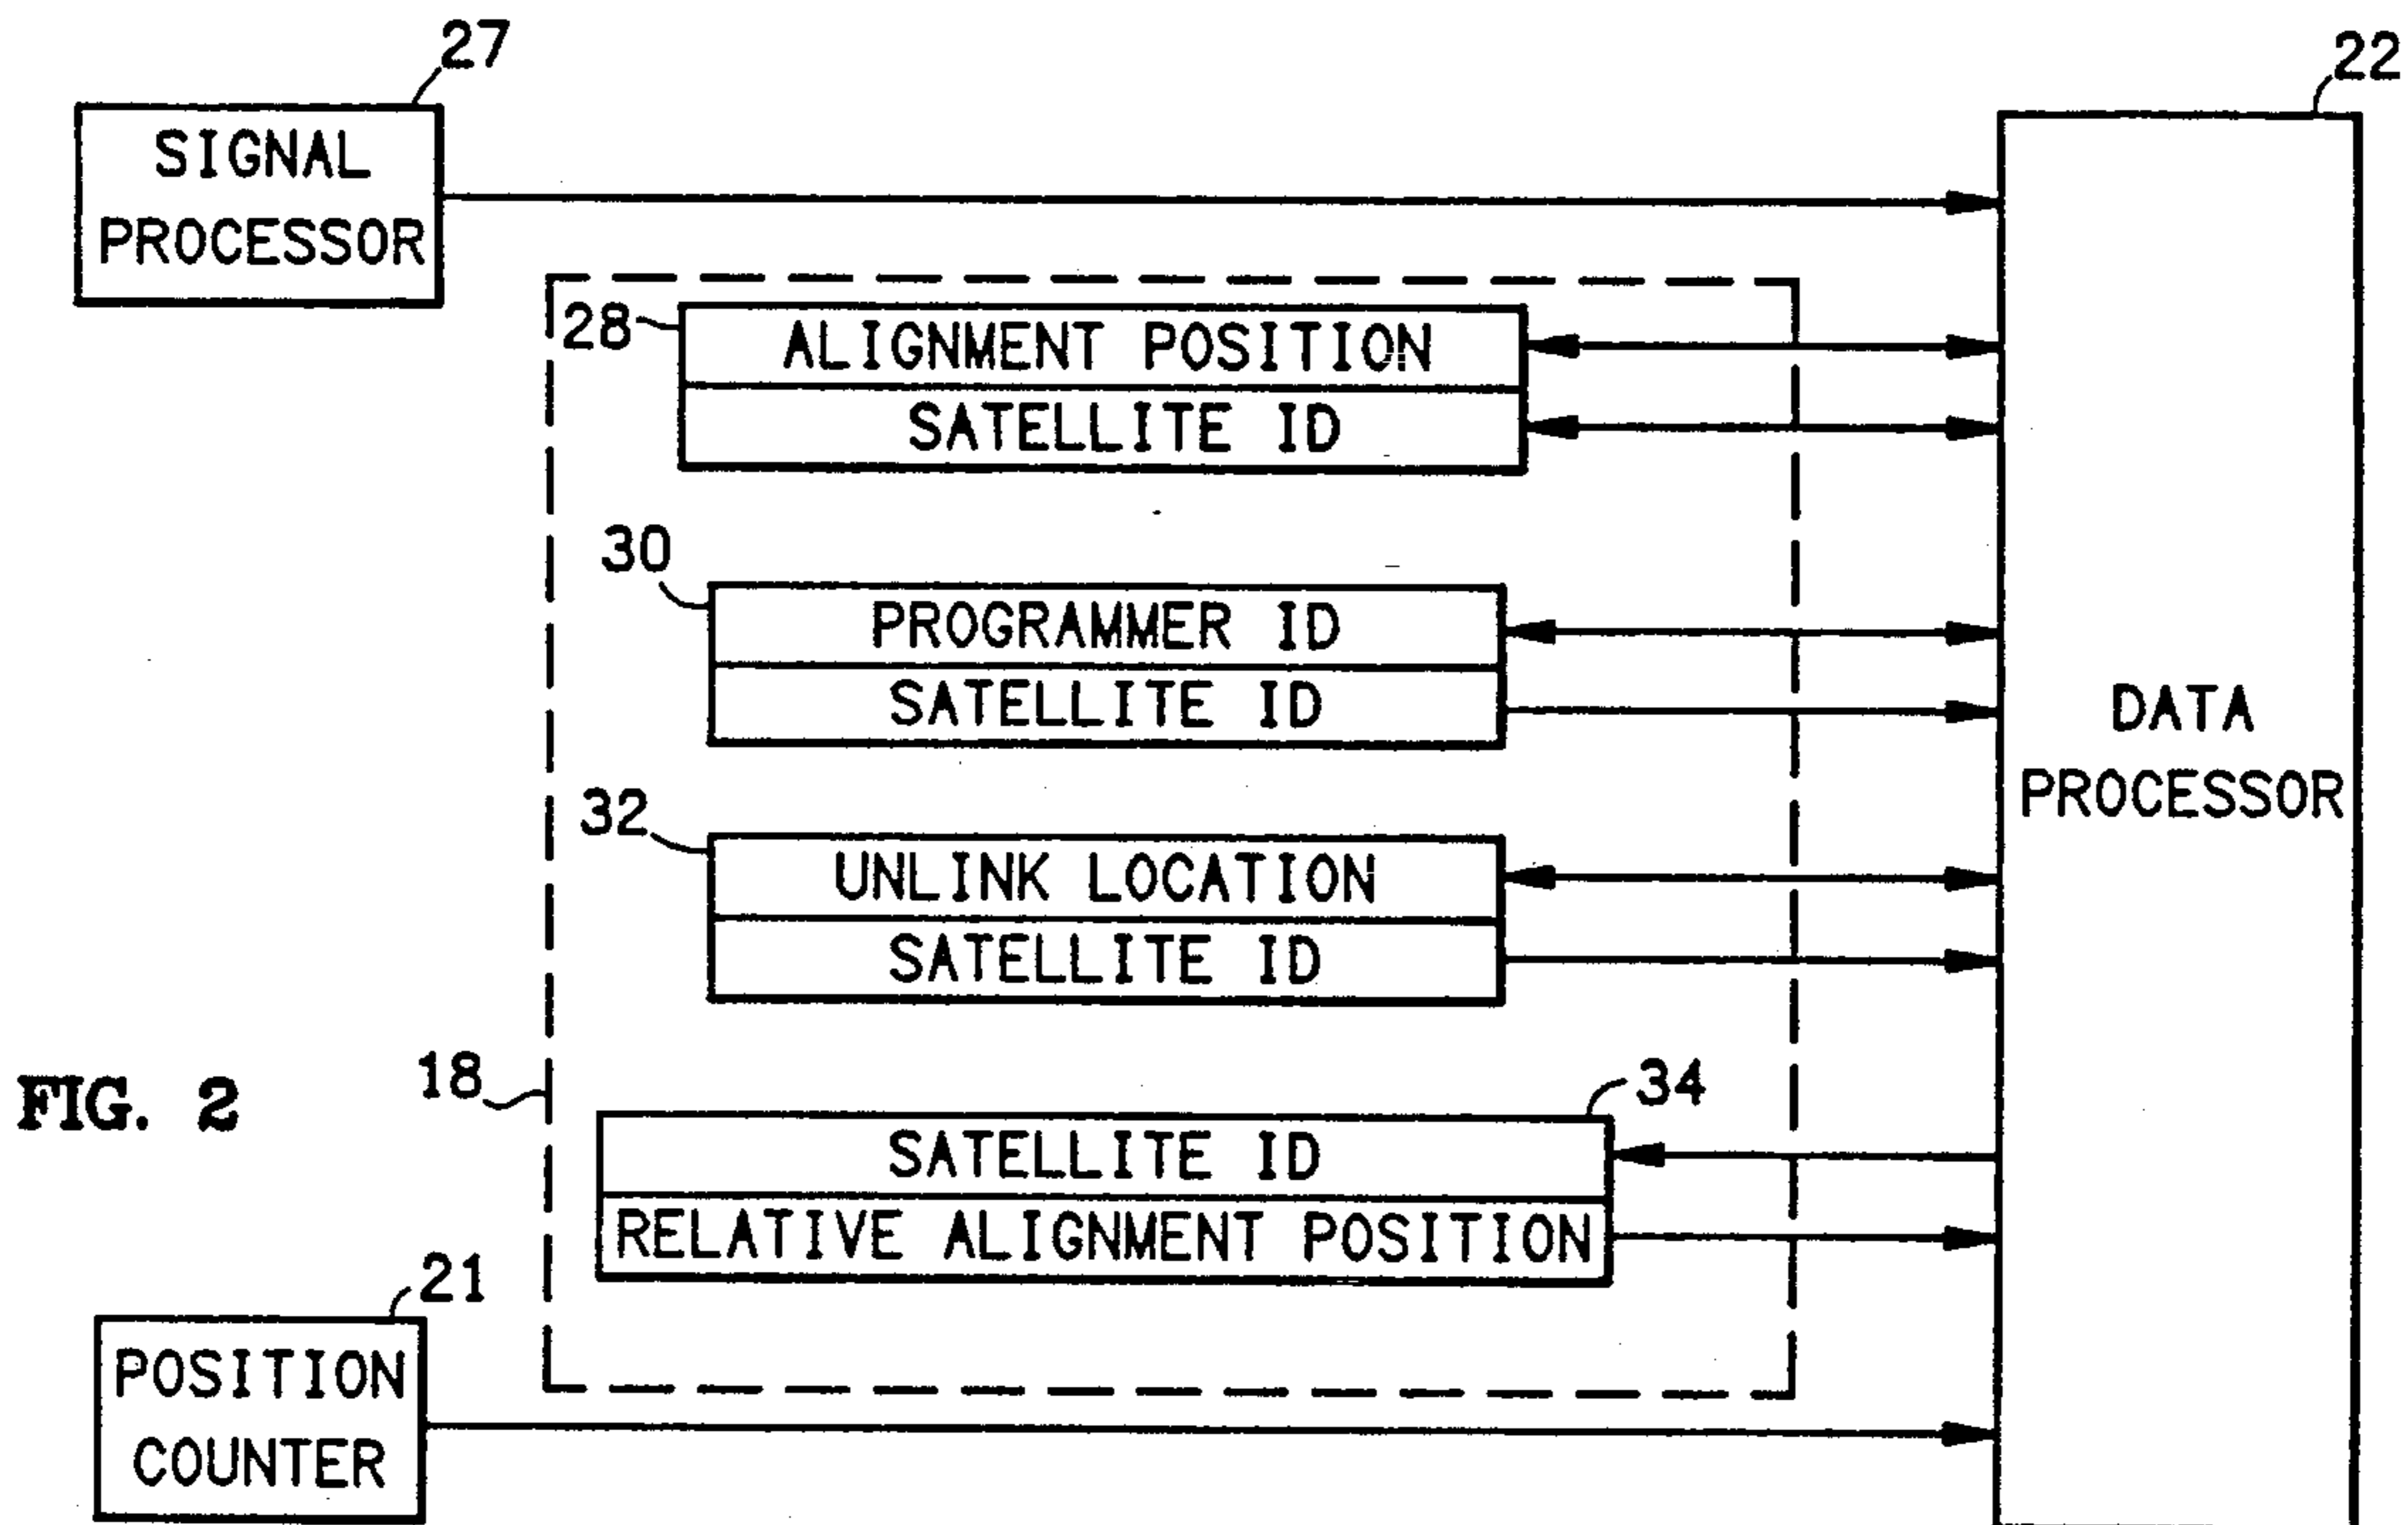 27
22
SIGNAL
PROCESSOR
28
ALIGNMENT POSITION
SATELLITE ID
30
PROGRAMMER ID
SATELLITE ID
DATA
PROCESSOR
32
UNLINK LOCATION
SATELLITE ID
FIG. 2
18
34
SATELLITE ID
RELATIVE ALIGNMENT POSITION
21
POSITION
COUNTER